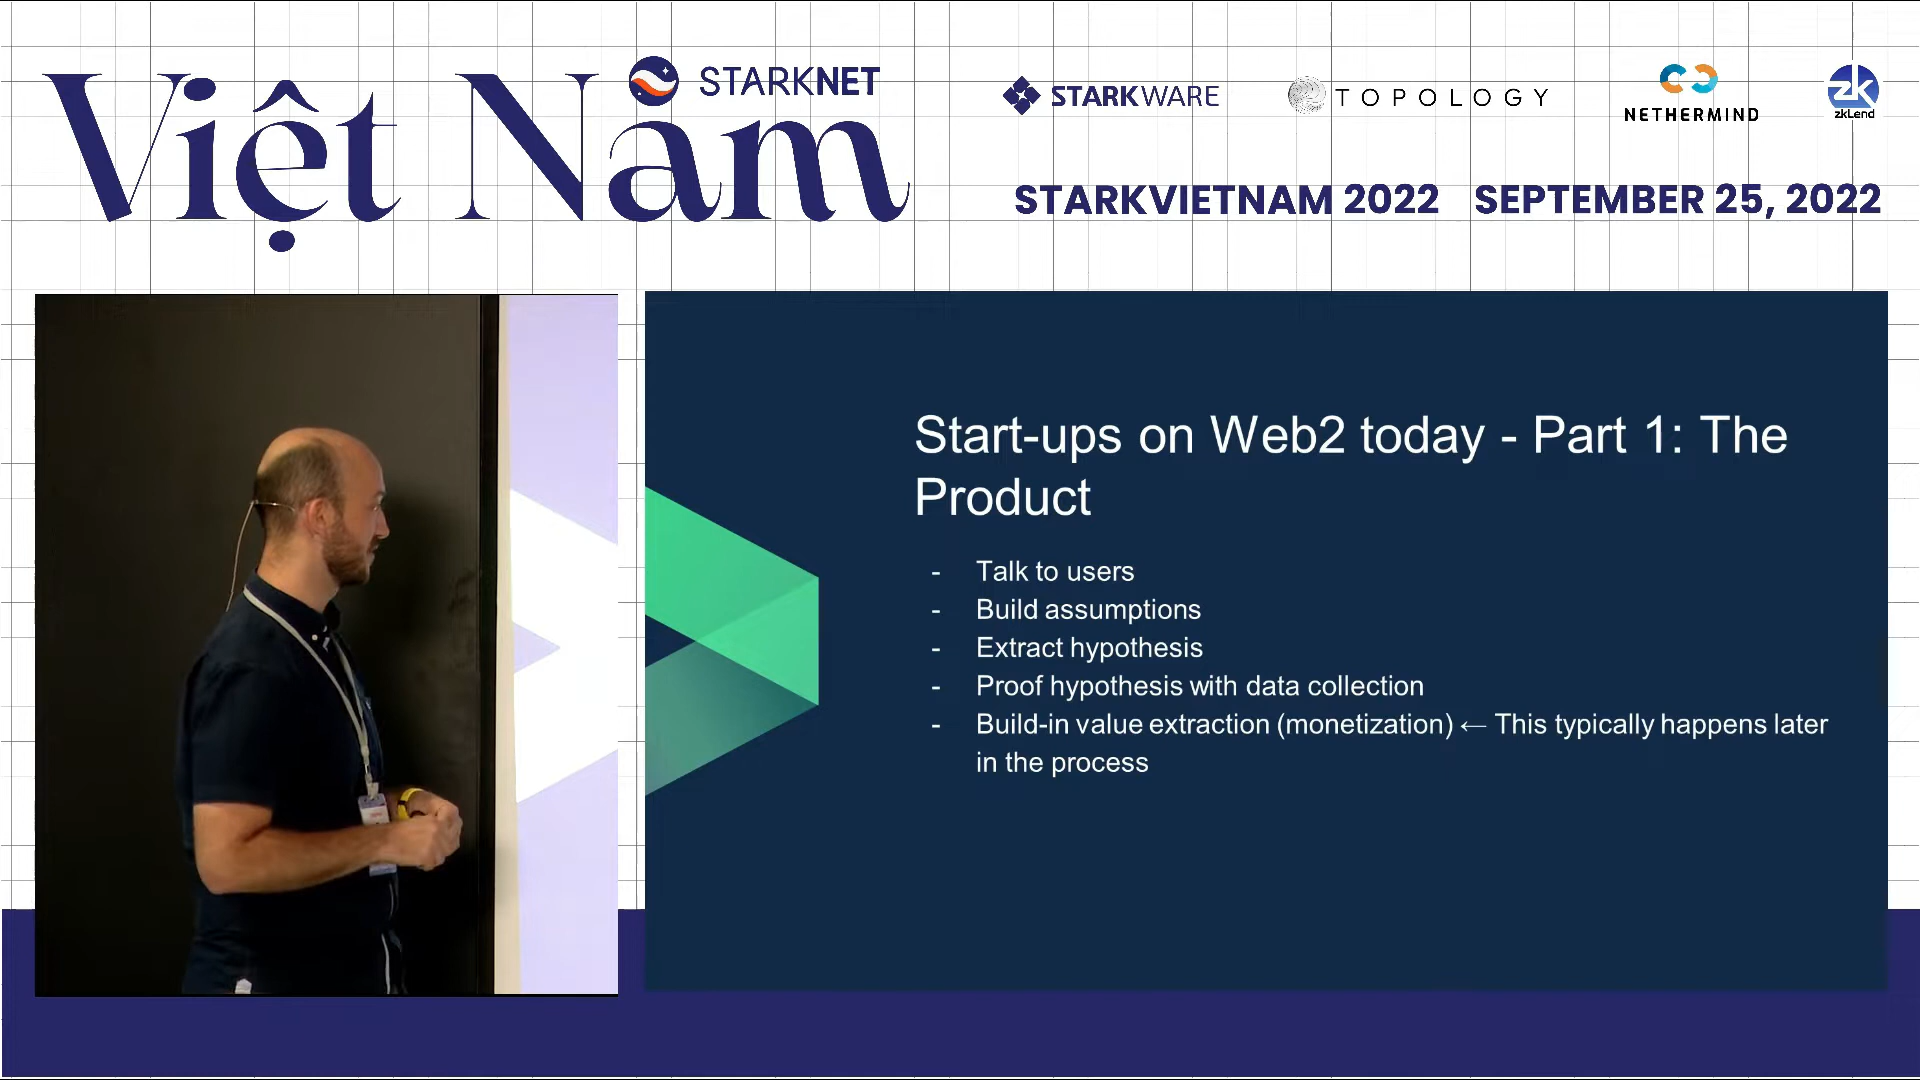 Việt Nam
STARKNET
STARKWARE
TOPOLOGY
NETHERMIND
zk
zkLend
STARKVIETNAM 2022 SEPTEMBER 25, 2022
Start-ups on Web2 today - Part 1: The
Product
- Talk to users
- Build assumptions
- Extract hypothesis
- Proof hypothesis with data collection
- Build-in value extraction (monetization) ← This typically happens later
in the process